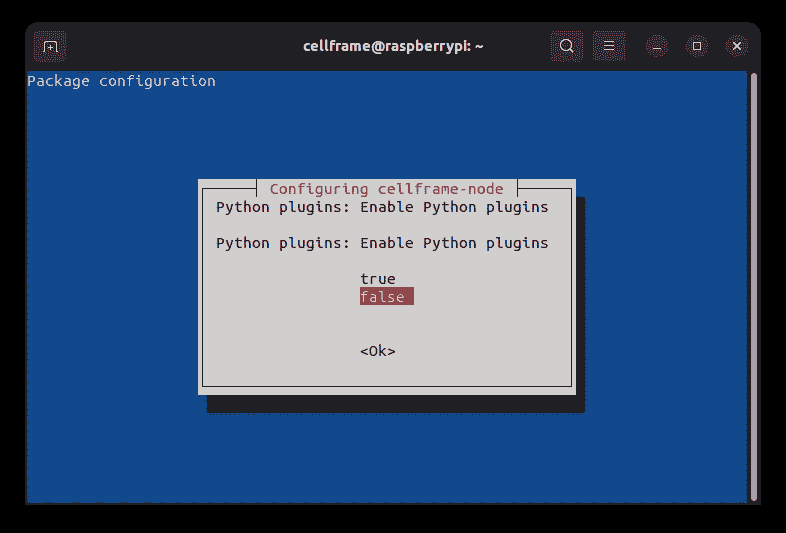 cellframe@raspberrypi: ~
Package configuration
Configuring cellframe-node
Python plugins: Enable Python plugins
Python plugins: Enable Python plugins
true
false
<Ok>